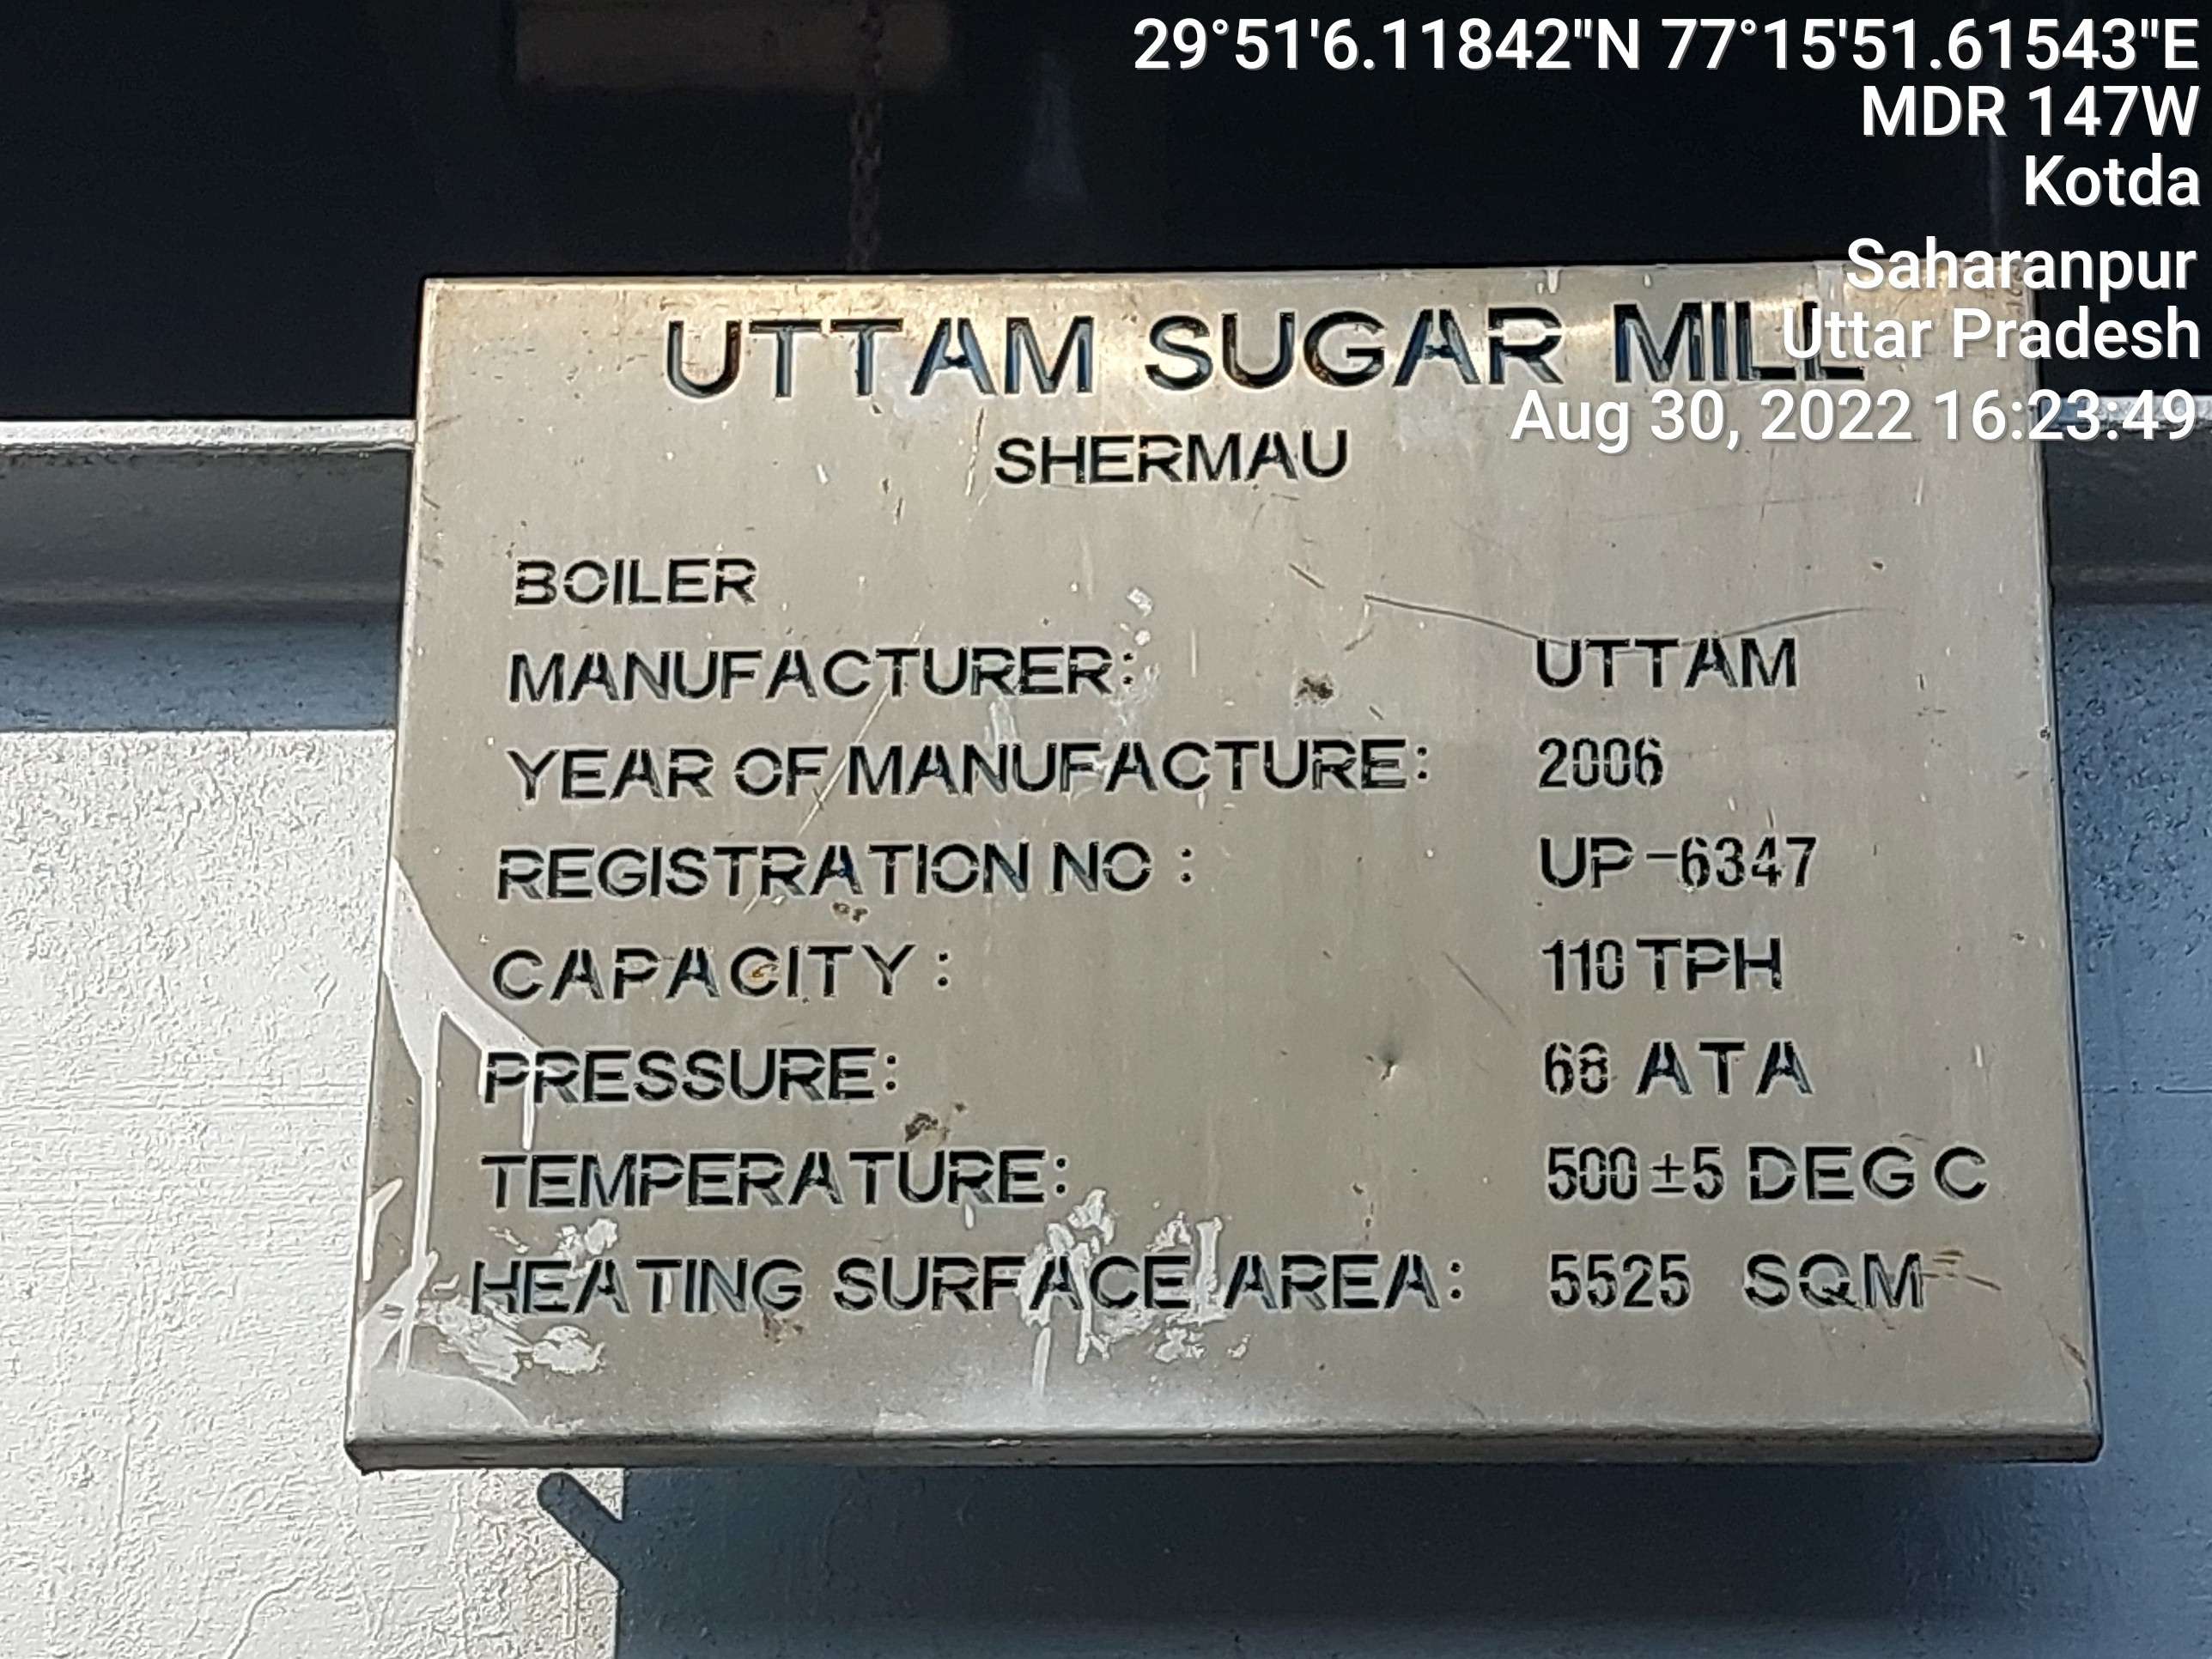 29°51'6.11842"N 77°15'51.61543"E
MDR 147W
Kotda
Saharanpur
Uttar Pradesh
Aug 30, 2022 16:23:49
UTTAM SUGAR MILL
SHERMAU
BOILER
MANUFACTURER: UTTAM
YEAR OF MANUFACTURE: 2006
REGISTRATION NO : UP-6347
CAPACITY : 110 TPH
PRESSURE: 68 ATA
TEMPERATURE: 500±5 DEG C
HEATING SURFACE AREA: 5525 SQM